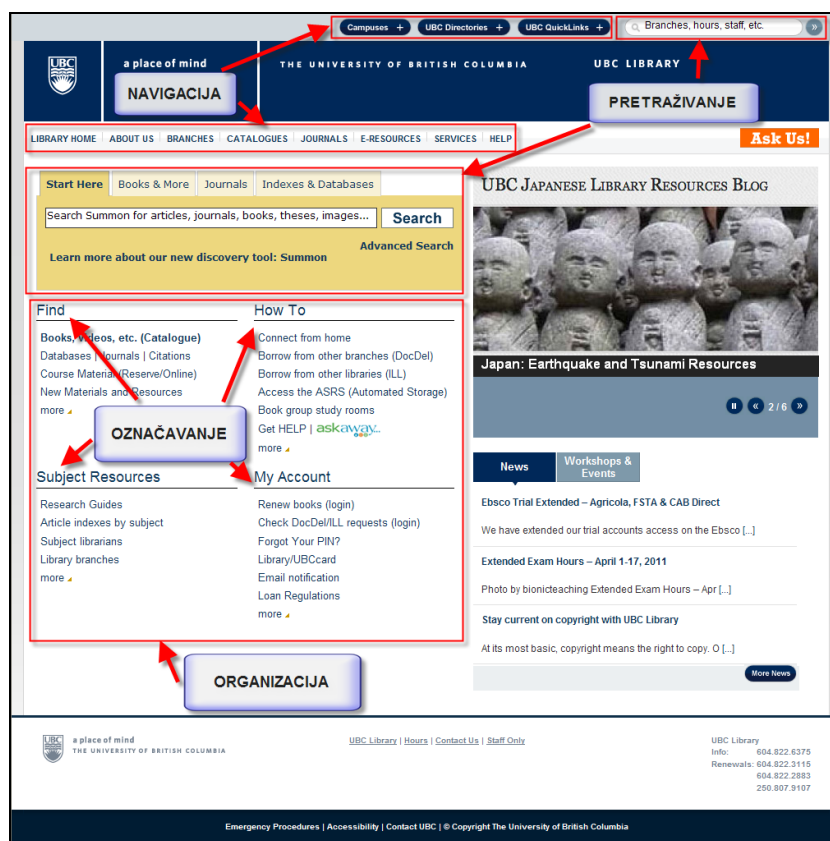 Campuses + UBC Directories + UBC QuickLinks + Branches, hours, staff, etc. »
UBC a place of mind THE UNIVERSITY OF BRITISH COLUMBIA UBC LIBRARY
NAVIGACIJA
PRETRAŽIVANJE
LIBRARY HOME ABOUT US BRANCHES CATALOGUES JOURNALS E-RESOURCES SERVICES HELP
Ask Us!
Start Here Books & More Journals Indexes & Databases
Search Summon for articles, journals, books, theses, images... Search
Advanced Search
Learn more about our new discovery tool: Summon
UBC JAPANESE LIBRARY RESOURCES BLOG
Japan: Earthquake and Tsunami Resources
« 2/6 »
Find
Books, Videos, etc. (Catalogue)
Databases | Journals | Citations
Course Material (Reserve/Online)
New Materials and Resources
more
How To
Connect from home
Borrow from other branches (DocDel)
Borrow from other libraries (ILL)
Access the ASRS (Automated Storage)
Book group study rooms
Get HELP | askaway...
more
OZNAČAVANJE
Subject Resources
Research Guides
Article indexes by subject
Subject librarians
Library branches
more
My Account
Renew books (login)
Check DocDel/ILL requests (login)
Forgot Your PIN?
Library/UBCcard
Email notification
Loan Regulations
more
ORGANIZACIJA
News
Workshops &
Events
Ebsco Trial Extended – Agricola, FSTA & CAB Direct
We have extended our trial accounts access on the Ebsco [...]
Extended Exam Hours – April 1-17, 2011
Photo by bionicteaching Extended Exam Hours – Apr [...]
Stay current on copyright with UBC Library
At its most basic, copyright means the right to copy. O [...]
More News
UBC a place of mind
THE UNIVERSITY OF BRITISH COLUMBIA
UBC Library | Hours | Contact Us | Staff Only
UBC Library
Info: 604.822.6375
Renewals: 604.822.3115
604.822.2883
250.807.9107
Emergency Procedures | Accessibility | Contact UBC | © Copyright The University of British Columbia